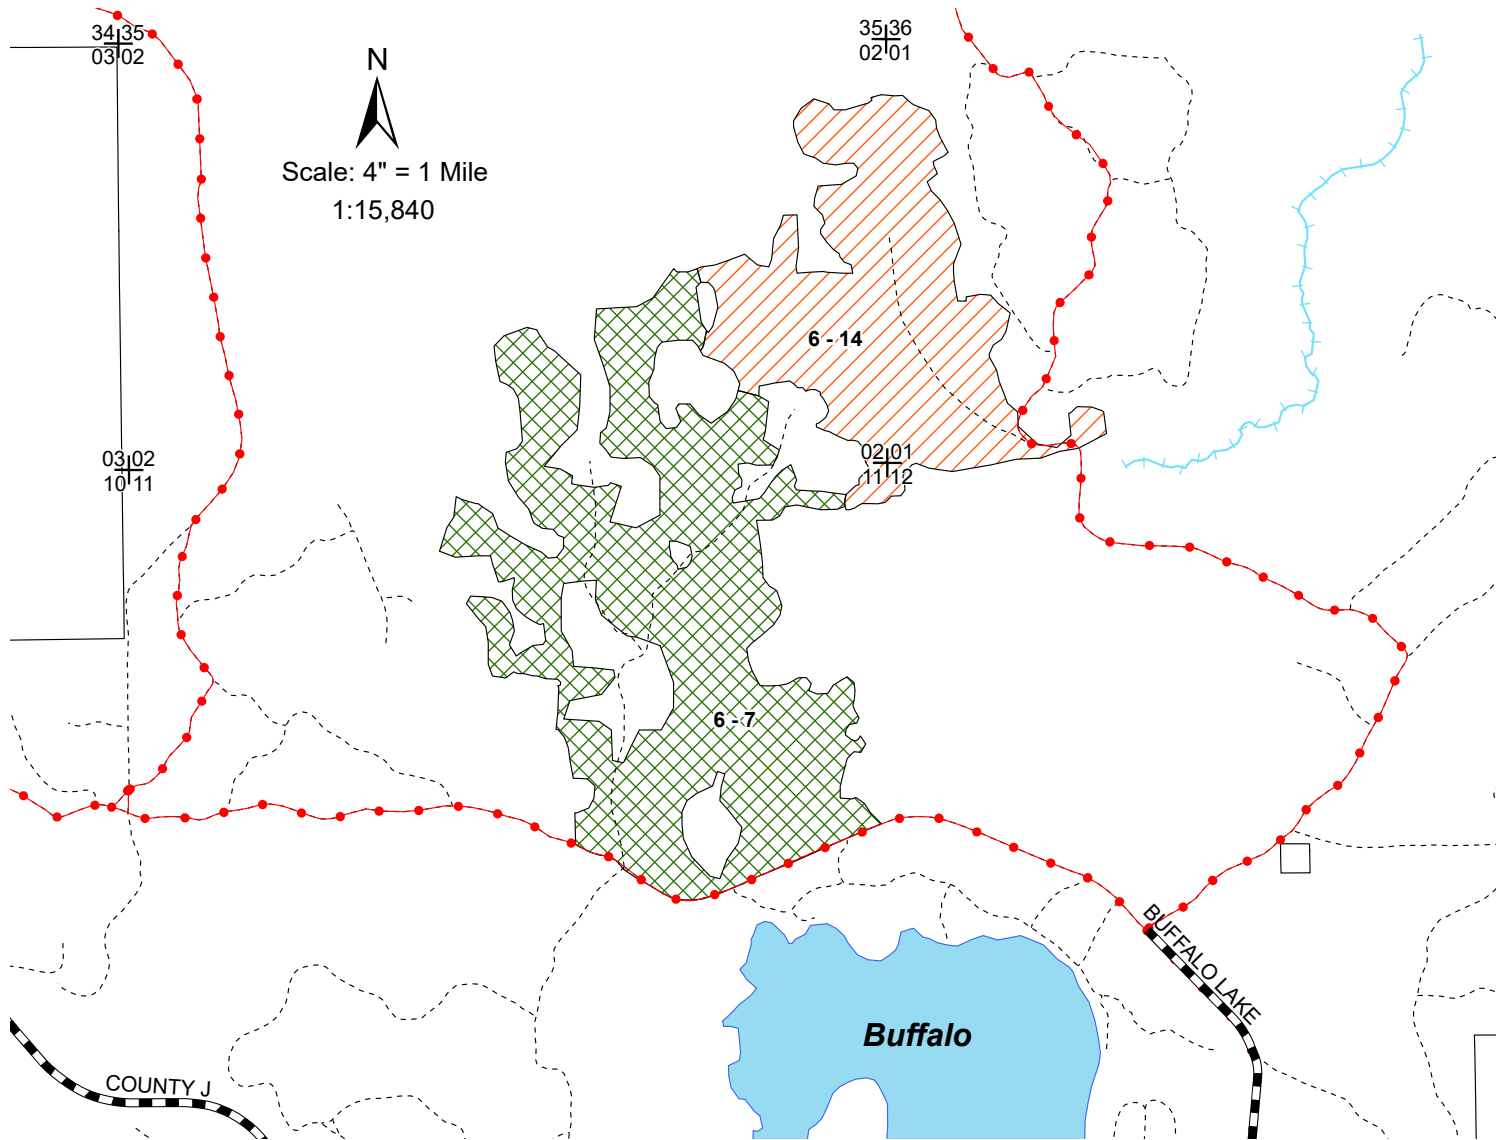 34 35
03 02
35 36
02 01
N
Scale: 4" = 1 Mile
1:15,840
6 - 14
03 02
10 11
02 01
11 12
6 - 7
BUFFALO LAKE
Buffalo
COUNTY J